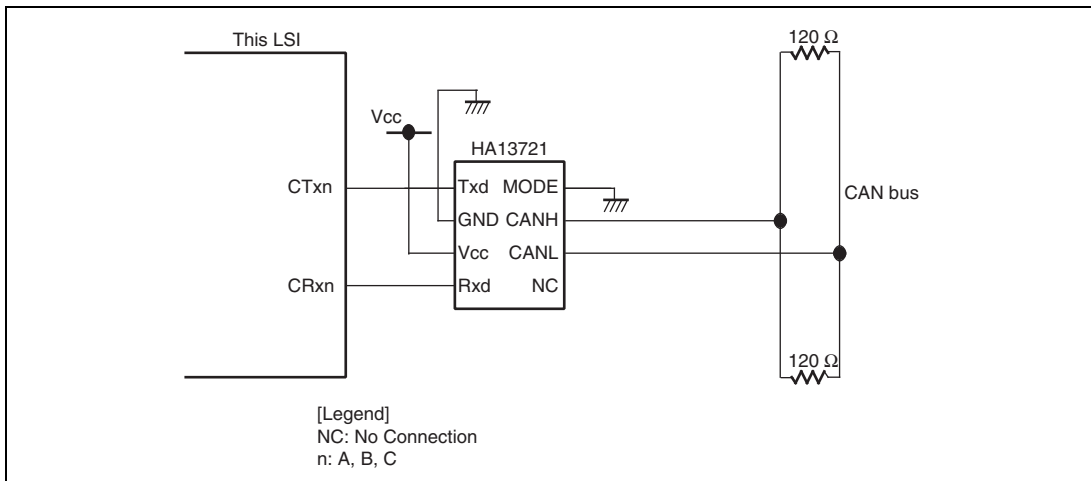 This LSI
120 Ω
Vcc
HA13721
CTxn
Txd MODE
GND CANH
CAN bus
Vcc CANL
CRxn
Rxd NC
120 Ω
[Legend]
NC: No Connection
n: A, B, C